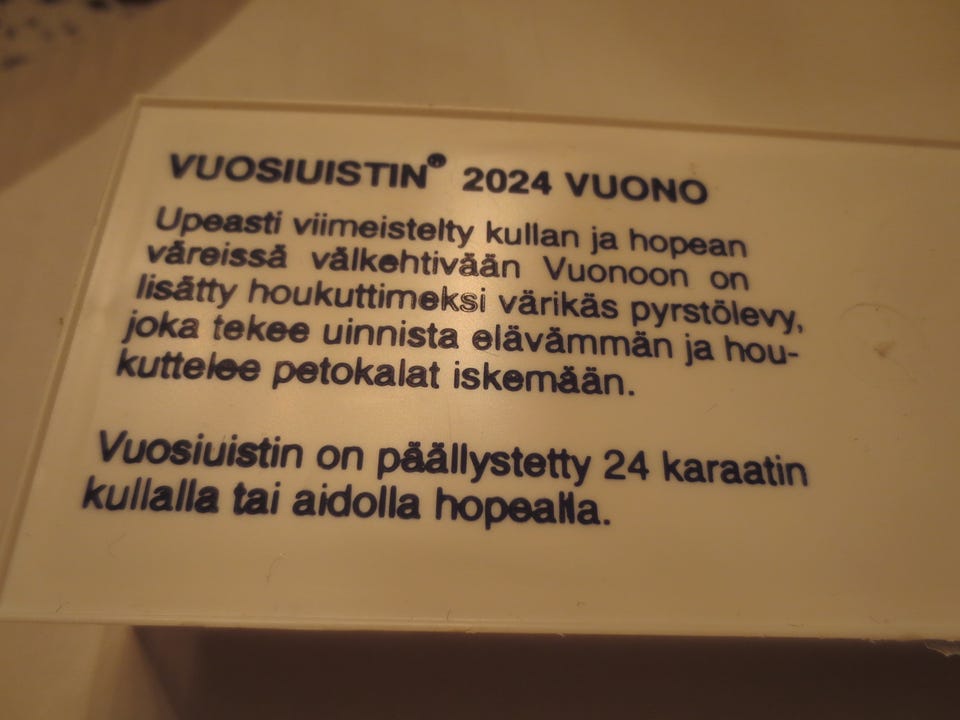 VUOSIUISTIN® 2024 VUONO
Upeasti viimeistelty kullan ja hopean
väreissä välkehtivään Vuonoon on
lisätty houkuttimeksi värikäs pyrstölevy,
joka tekee uinnista elävämmän ja hou-
kuttelee petokalat iskemään.
Vuosiuistin on päällystetty 24 karaatin
kullalla tai aidolla hopealla.